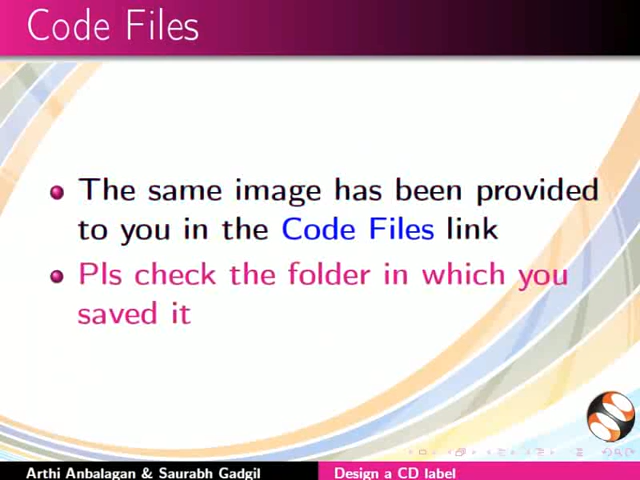 Code Files
The same image has been provided
to you in the Code Files link
Pls check the folder in which you
saved it
Arthi Anbalagan & Saurabh Gadgil
Design a CD label